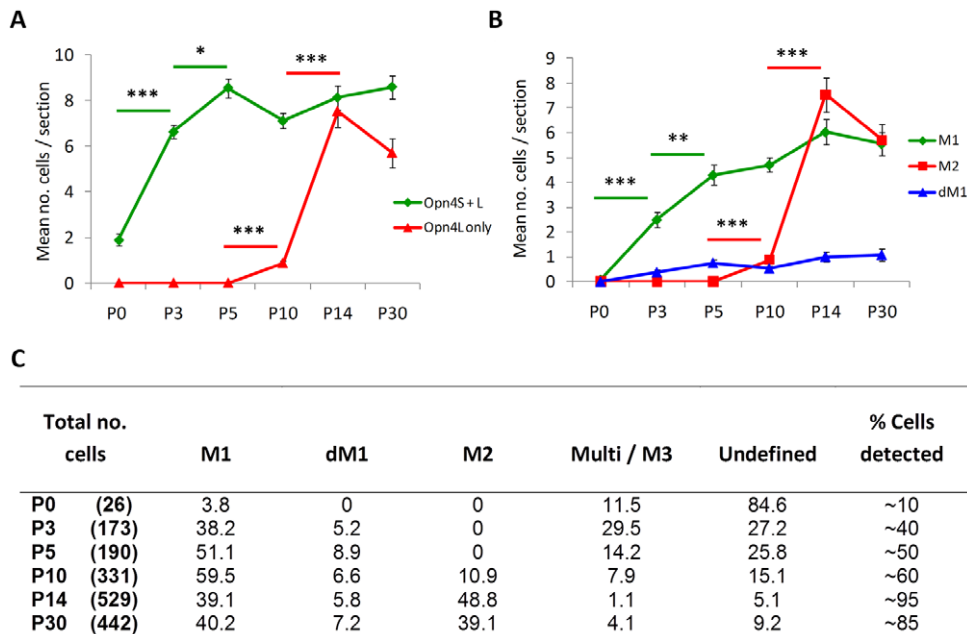 A
B
*
***
***
***
10
8
6
4
2
0
Mean no. cells / section
Opn4S + L
Opn4L only
P0 P3 P5 P10 P14 P30
***
**
***
***
9
8
7
6
5
4
3
2
1
0
Mean no. cells / section
M1
M2
dM1
P0 P3 P5 P10 P14 P30
C
Total no. cells M1 dM1 M2 Multi / M3 Undefined % Cells detected
P0 (26) 3.8 0 0 11.5 84.6 ~10
P3 (173) 38.2 5.2 0 29.5 27.2 ~40
P5 (190) 51.1 8.9 0 14.2 25.8 ~50
P10 (331) 59.5 6.6 10.9 7.9 15.1 ~60
P14 (529) 39.1 5.8 48.8 1.1 5.1 ~95
P30 (442) 40.2 7.2 39.1 4.1 9.2 ~85